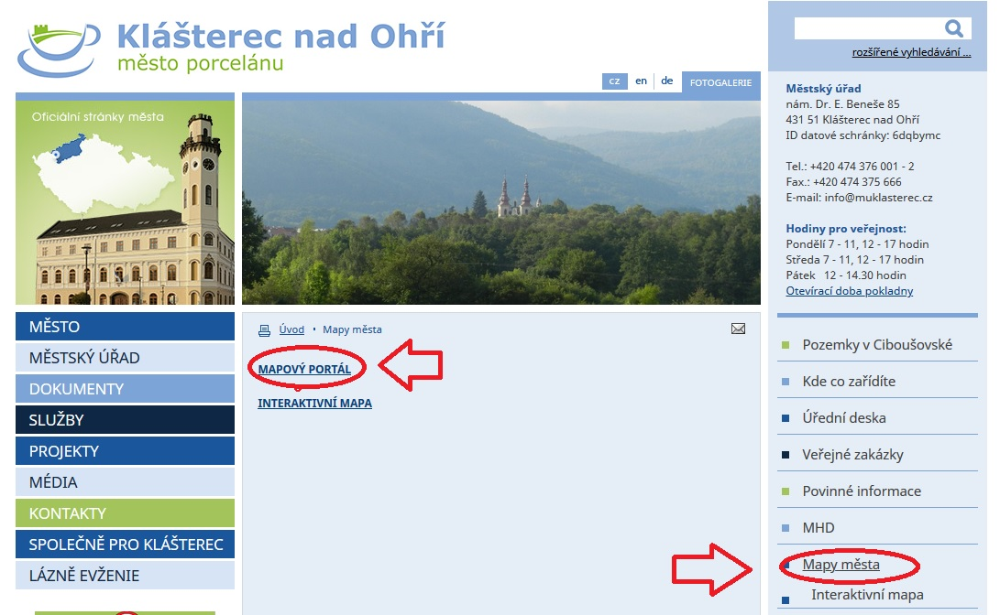 Klášterec nad Ohří
město porcelánu
cz en de FOTOGALERIE
Oficiální stránky města
rozšířené vyhledávání ...
Městský úřad
nám. Dr. E. Beneše 85
431 51 Klášterec nad Ohří
ID datové schránky: 6dqbymc
Tel.: +420 474 376 001 - 2
Fax.: +420 474 375 666
E-mail: info@muklasterec.cz
Hodiny pro veřejnost:
Pondělí 7 - 11, 12 - 17 hodin
Středa 7 - 11, 12 - 17 hodin
Pátek 12 - 14.30 hodin
Otevírací doba pokladny
MĚSTO
MĚSTSKÝ ÚŘAD
DOKUMENTY
SLUŽBY
PROJEKTY
MÉDIA
KONTAKTY
SPOLEČNĚ PRO KLÁŠTEREC
LÁZNĚ EVŽENIE
Úvod • Mapy města
MAPOVÝ PORTÁL
INTERAKTIVNÍ MAPA
Pozemky v Ciboušovské
Kde co zařídíte
Úřední deska
Veřejné zakázky
Povinné informace
MHD
Mapy města
Interaktivní mapa